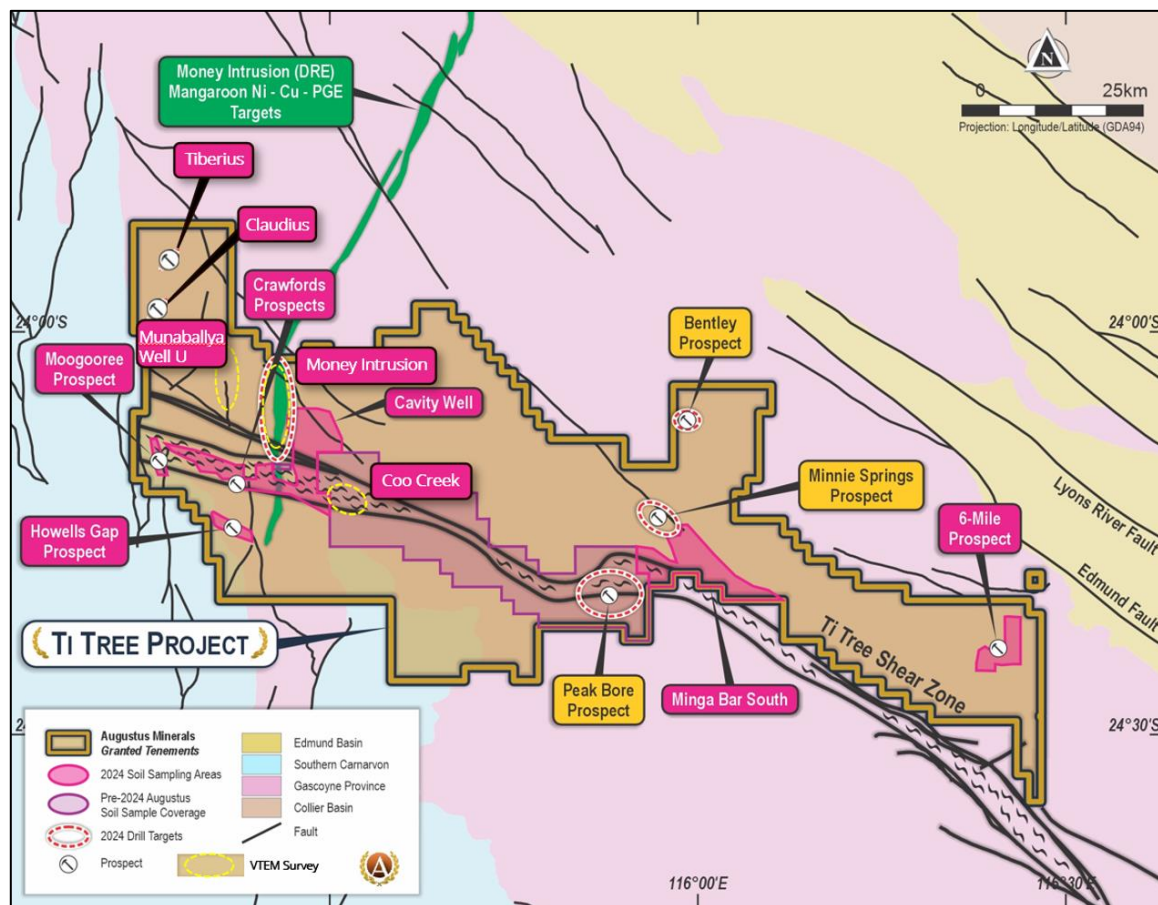 Money Intrusion (DRE)
Mangaroon Ni - Cu - PGE
Targets
N
0
25km
Projection: Longitude/Latitude (GDA94)
Tiberius
Claudius
Crawfords
Prospects
24°00'S
24°00'S
Munaballya
Well U
Moogooree
Prospect
Money Intrusion
Bentley
Prospect
Cavity Well
Coo Creek
Minnie Springs
Prospect
Lyons River Fault
Howells Gap
Prospect
6-Mile
Prospect
Edmund Fault
TI TREE PROJECT
Ti Tree Shear Zone
Peak Bore
Prospect
Minga Bar South
24°30'S
Augustus Minerals
Granted Tenements
2024 Soil Sampling Areas
Pre-2024 Augustus
Soil Sample Coverage
2024 Drill Targets
Prospect
Edmund Basin
Southern Carnarvon
Gascoyne Province
Collier Basin
Fault
VTEM Survey
A
116°00'E
116°30'E